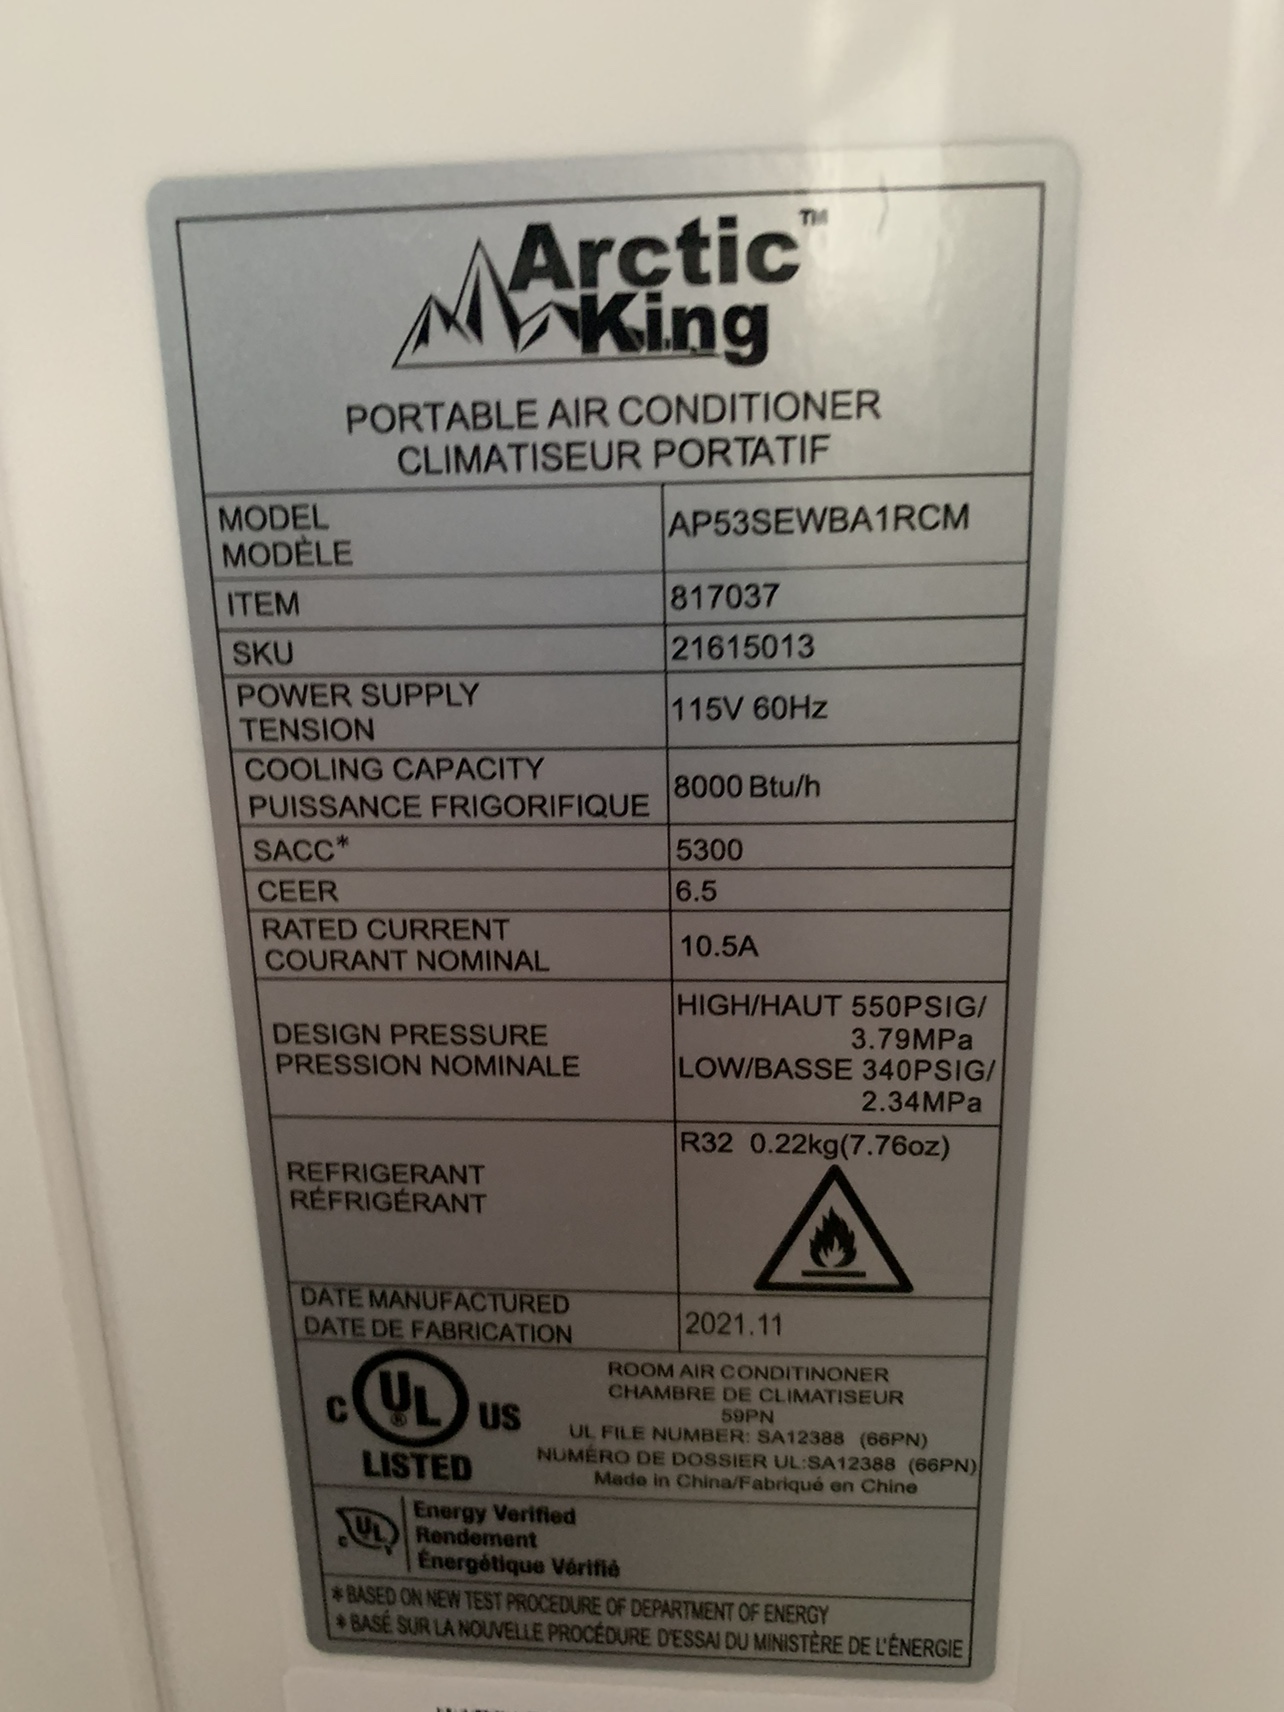 Arctic™
King
PORTABLE AIR CONDITIONER
CLIMATISEUR PORTATIF
MODEL
MODÈLE
AP53SEWBA1RCM
ITEM
817037
SKU
21615013
POWER SUPPLY
TENSION
115V 60Hz
COOLING CAPACITY
PUISSANCE FRIGORIFIQUE
8000 Btu/h
SACC*
5300
CEER
6.5
RATED CURRENT
COURANT NOMINAL
10.5A
DESIGN PRESSURE
PRESSION NOMINALE
HIGH/HAUT 550PSIG/
3.79MPa
LOW/BASSE 340PSIG/
2.34MPa
REFRIGERANT
RÉFRIGÉRANT
R32 0.22kg(7.76oz)
DATE MANUFACTURED
DATE DE FABRICATION
2021.11
C UL® US
LISTED
ROOM AIR CONDITINONER
CHAMBRE DE CLIMATISEUR
59PN
UL FILE NUMBER: SA12388 (66PN)
NUMÉRO DE DOSSIER UL:SA12388 (66PN)
Made in China/Fabriqué en Chine
c UL
Energy Verified
Rendement
Énergétique Vérifié
*BASED ON NEW TEST PROCEDURE OF DEPARTMENT OF ENERGY
*BASÉ SUR LA NOUVELLE PROCÉDURE D'ESSAI DU MINISTÈRE DE L'ÉNERGIE